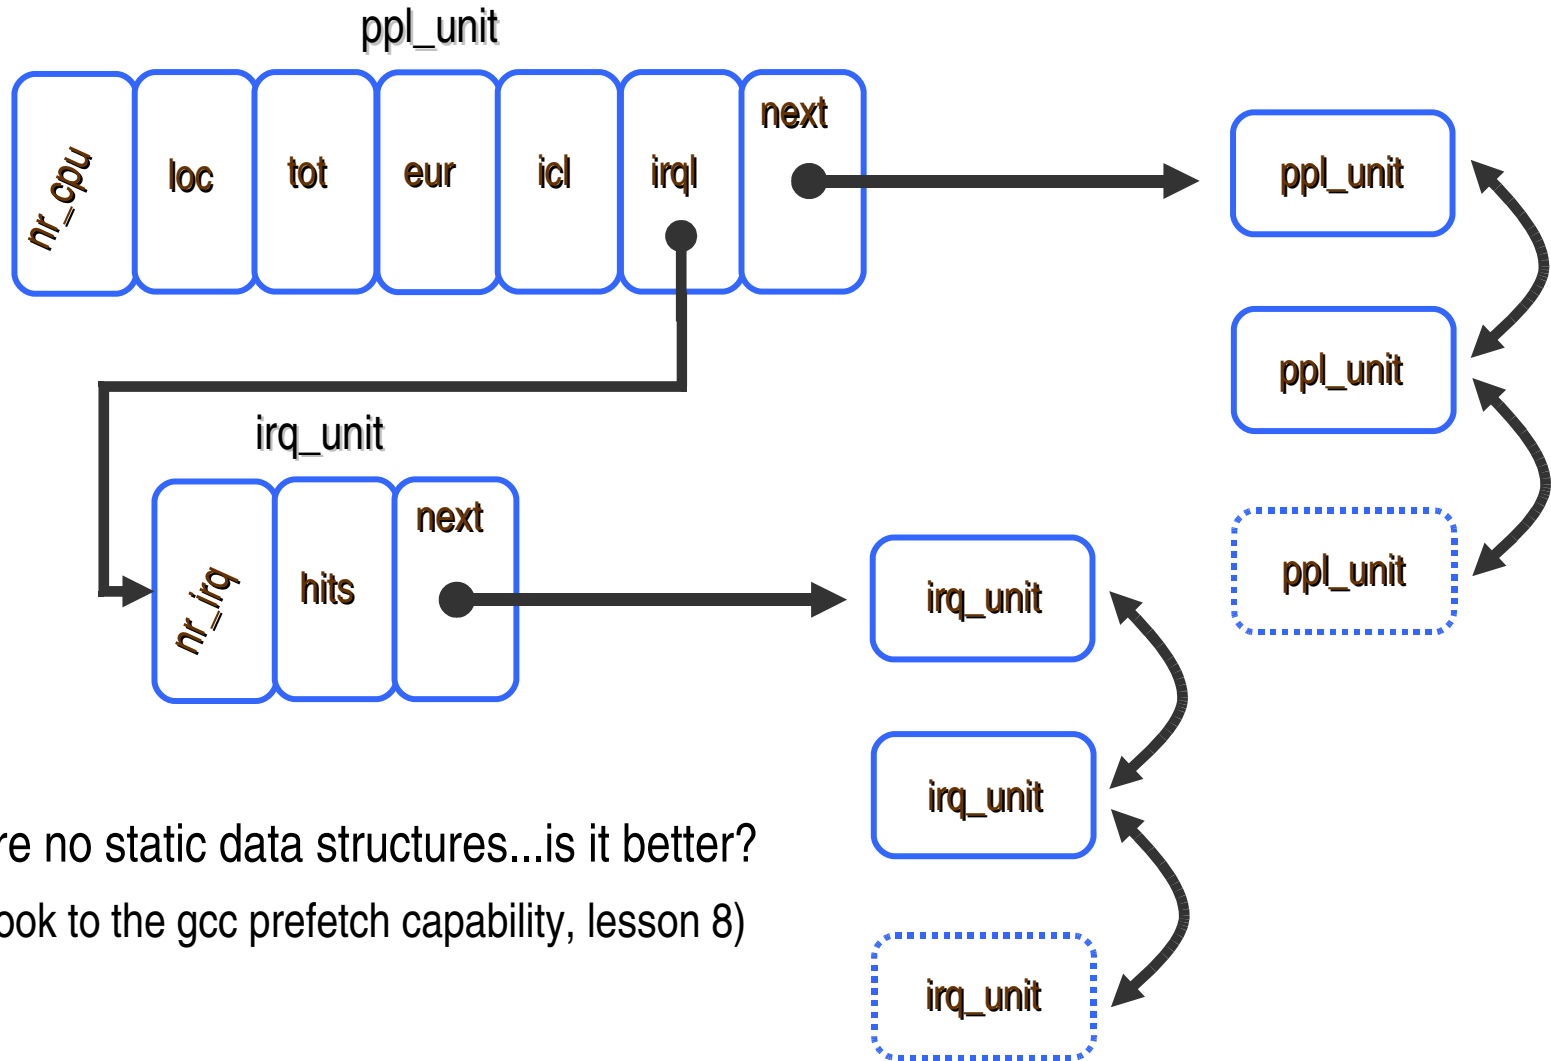 ppl_unit
nr_cpu
loc
tot
eur
icl
irql
next
ppl_unit
ppl_unit
ppl_unit
irq_unit
nr_irq
hits
next
irq_unit
irq_unit
irq_unit
re no static data structures...is it better?
ook to the gcc prefetch capability, lesson 8)